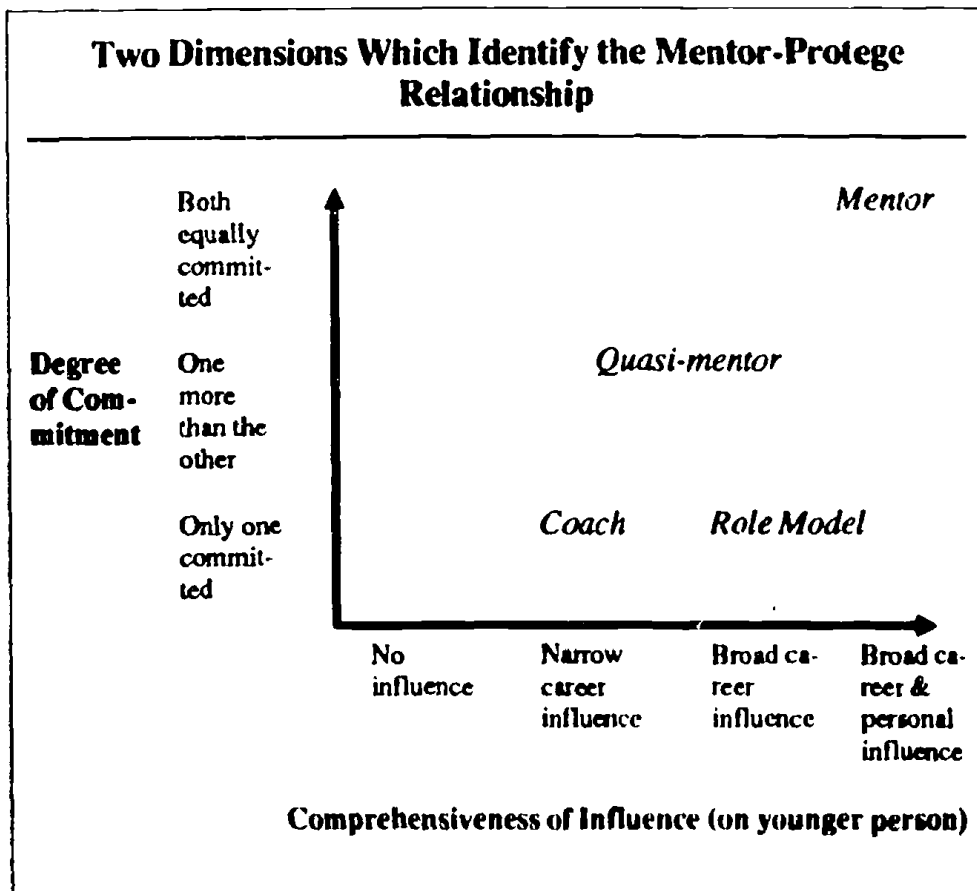 Two Dimensions Which Identify the Mentor-Protege
Relationship
Both
equally
commit-
ted
Mentor
Degree
of Com-
mitment
One
more
than the
other
Quasi-mentor
Only one
commit-
ted
Coach
Role Model
No
influence
Narrow
career
influence
Broad ca-
reer
influence
Broad ca-
reer &
personal
influence
Comprehensiveness of Influence (on younger person)